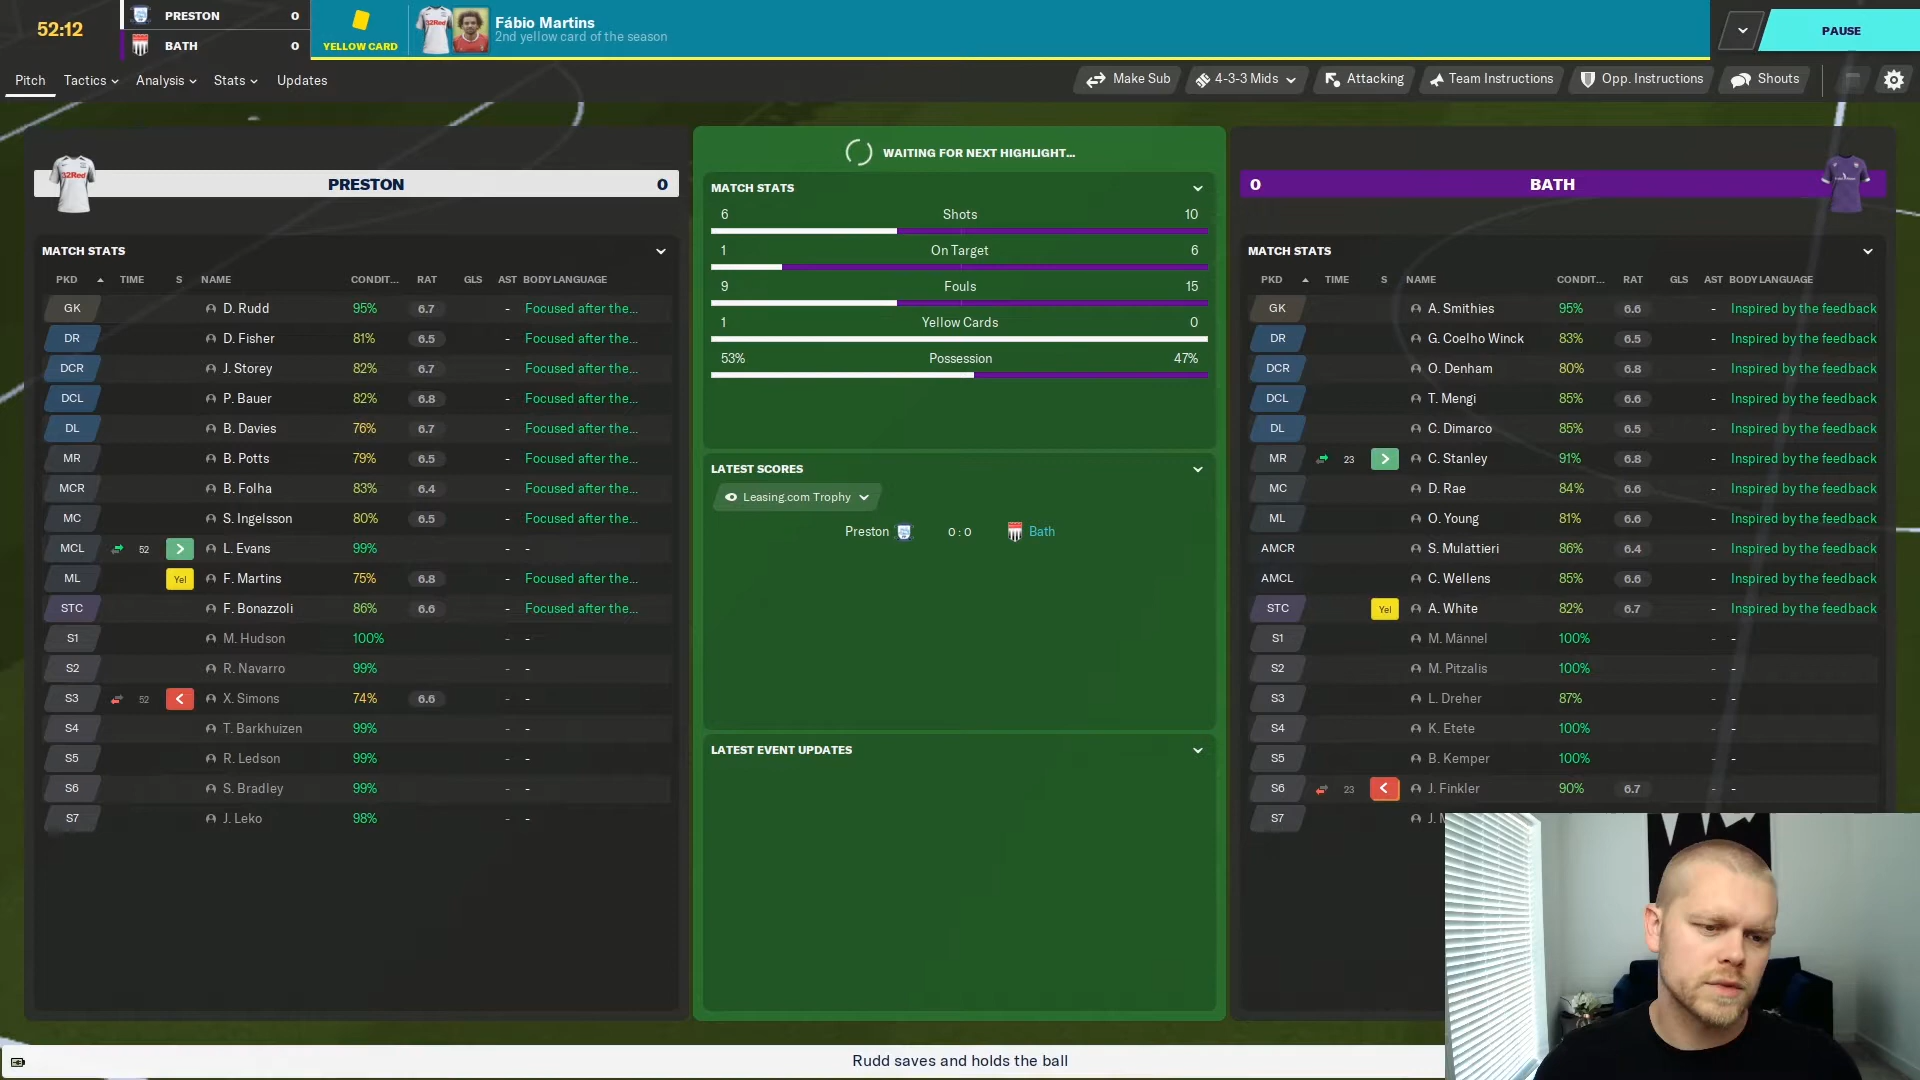 52:12
PRESTON 0
BATH 0
YELLOW CARD
Fábio Martins
2nd yellow card of the season
PAUSE
Pitch Tactics Analysis Stats Updates
Make Sub 4-3-3 Mids Attacking Team Instructions Opp. Instructions Shouts
32Red
PRESTON 0
MATCH STATS
PKD TIME S NAME CONDIT... RAT GLS AST BODY LANGUAGE
GK D. Rudd 95% 6.7 - Focused after the...
DR D. Fisher 81% 6.5 - Focused after the...
DCR J. Storey 82% 6.7 - Focused after the...
DCL P. Bauer 82% 6.8 - Focused after the...
DL B. Davies 76% 6.7 - Focused after the...
MR B. Potts 79% 6.5 - Focused after the...
MCR B. Folha 83% 6.4 - Focused after the...
MC S. Ingelsson 80% 6.5 - Focused after the...
MCL 52 L. Evans 99% - -
ML Yel F. Martins 75% 6.8 - Focused after the...
STC F. Bonazzoli 86% 6.6 - Focused after the...
S1 M. Hudson 100% - -
S2 R. Navarro 99% - -
S3 52 X. Simons 74% 6.6 - -
S4 T. Barkhuizen 99% - -
S5 R. Ledson 99% - -
S6 S. Bradley 99% - -
S7 J. Leko 98% - -
WAITING FOR NEXT HIGHLIGHT...
MATCH STATS
6 Shots 10
1 On Target 6
9 Fouls 15
1 Yellow Cards 0
53% Possession 47%
LATEST SCORES
Leasing.com Trophy
Preston 0 : 0 Bath
LATEST EVENT UPDATES
0 BATH
MATCH STATS
PKD TIME S NAME CONDIT... RAT GLS AST BODY LANGUAGE
GK A. Smithies 95% 6.6 - Inspired by the feedback
DR G. Coelho Winck 83% 6.5 - Inspired by the feedback
DCR O. Denham 80% 6.8 - Inspired by the feedback
DCL T. Mengi 85% 6.6 - Inspired by the feedback
DL C. Dimarco 85% 6.5 - Inspired by the feedback
MR 23 C. Stanley 91% 6.8 - Inspired by the feedback
MC D. Rae 84% 6.6 - Inspired by the feedback
ML O. Young 81% 6.6 - Inspired by the feedback
AMCR S. Mulattieri 86% 6.4 - Inspired by the feedback
AMCL C. Wellens 85% 6.6 - Inspired by the feedback
STC Yel A. White 82% 6.7 - Inspired by the feedback
S1 M. Männel 100% - -
S2 M. Pitzalis 100% - -
S3 L. Dreher 87% - -
S4 K. Etete 100% - -
S5 B. Kemper 100% - -
S6 23 J. Finkler 90% 6.7 - -
S7 J.
Rudd saves and holds the ball